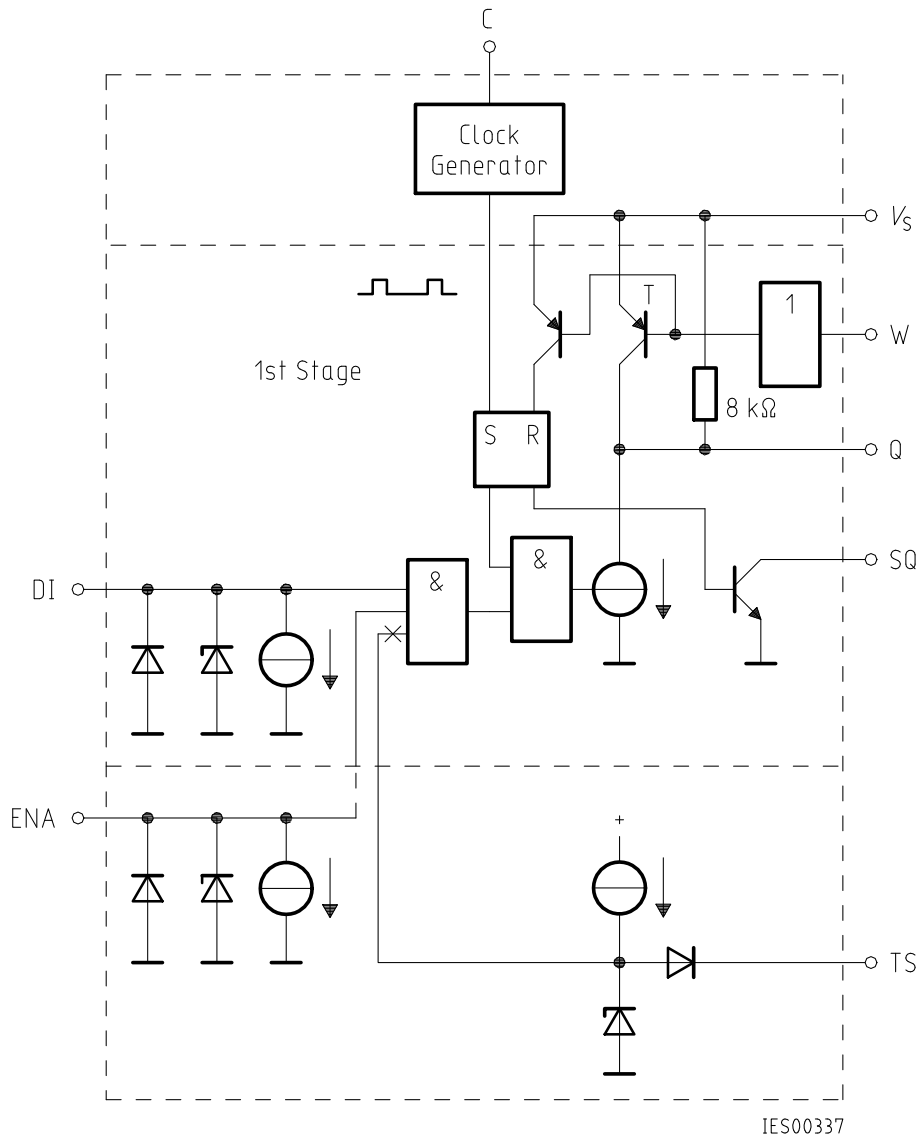 C
Clock
Generator
VS
T
1
W
1st Stage
8 kΩ
S R
Q
SQ
&
&
DI
ENA
+
TS
IES00337